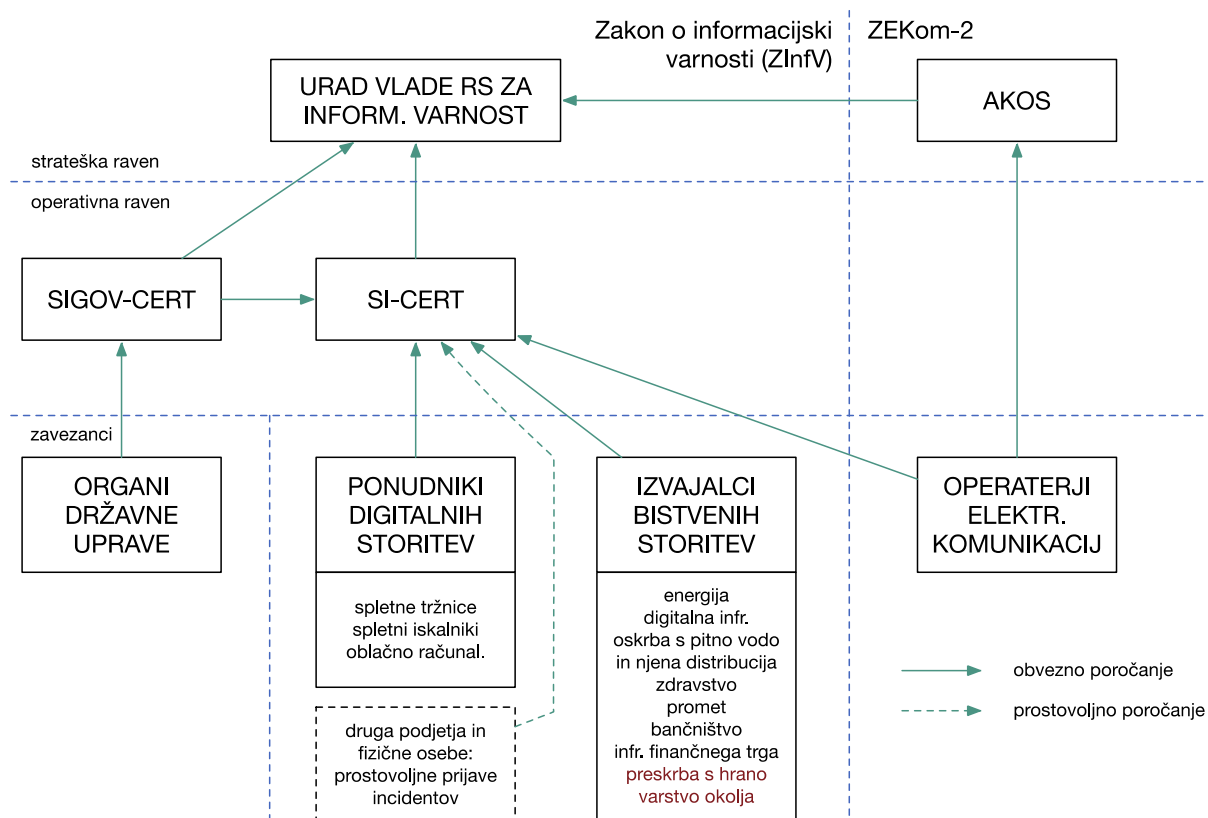 Zakon o informacijski
varnosti (ZInfV)
ZEKom-2
URAD VLADE RS ZA
INFORM. VARNOST
AKOS
strateška raven
operativna raven
SIGOV-CERT
SI-CERT
zavezanci
ORGANI
DRŽAVNE
UPRAVE
PONUDNIKI
DIGITALNIH
STORITEV
spletne tržnice
spletni iskalniki
oblačno računal.
druga podjetja in
fizične osebe:
prostovoljne prijave
incidentov
IZVAJALCI
BISTVENIH
STORITEV
energija
digitalna infr.
oskrba s pitno vodo
in njena distribucija
zdravstvo
promet
bančništvo
infr. finančnega trga
preskrba s hrano
varstvo okolja
OPERATERJI
ELEKTR.
KOMUNIKACIJ
obvezno poročanje
prostovoljno poročanje